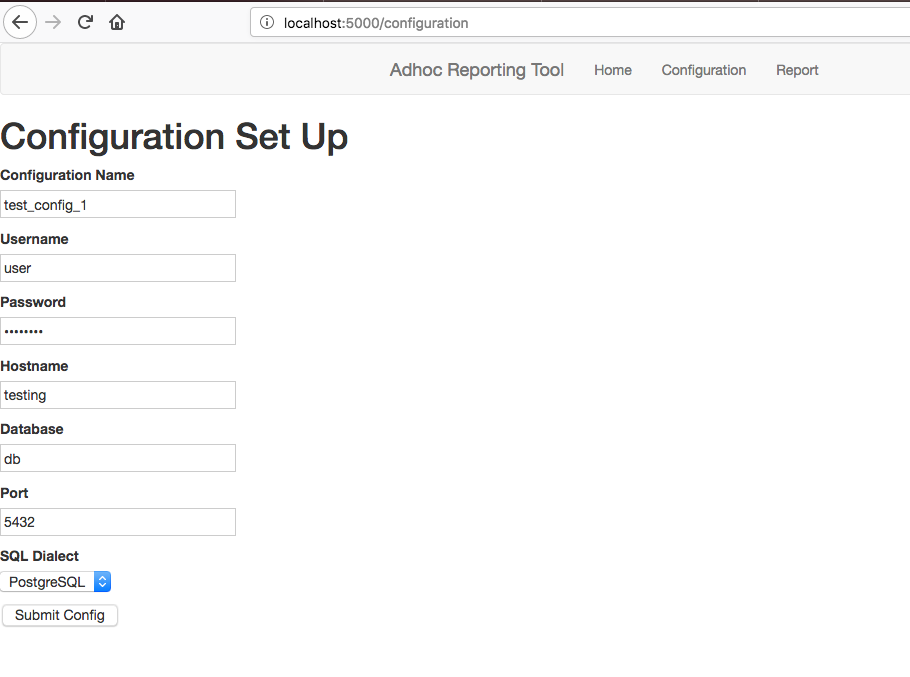 localhost:5000/configuration
Adhoc Reporting Tool Home Configuration Report
Configuration Set Up
Configuration Name
test_config_1
Username
user
Password
••••••••
Hostname
testing
Database
db
Port
5432
SQL Dialect
PostgreSQL
Submit Config